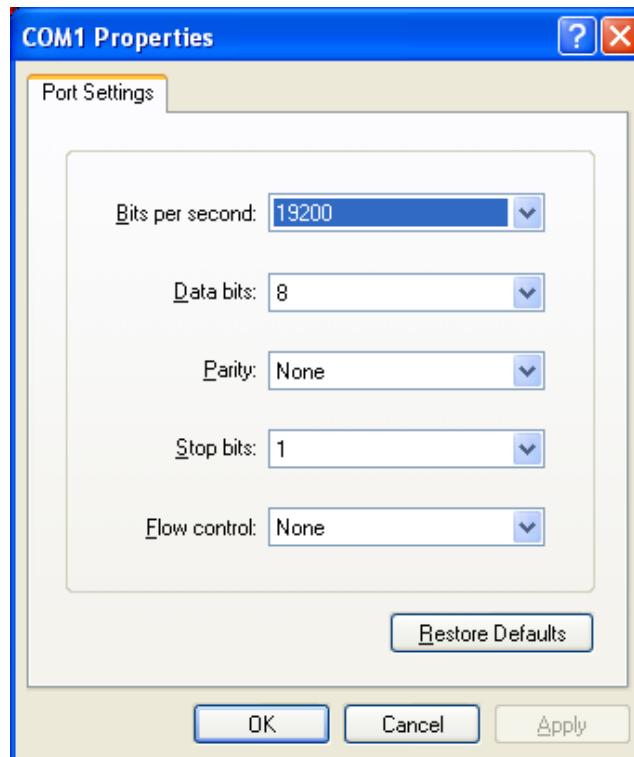 COM1 Properties
Port Settings
Bits per second: 19200
Data bits: 8
Parity: None
Stop bits: 1
Flow control: None
Restore Defaults
OK Cancel Apply